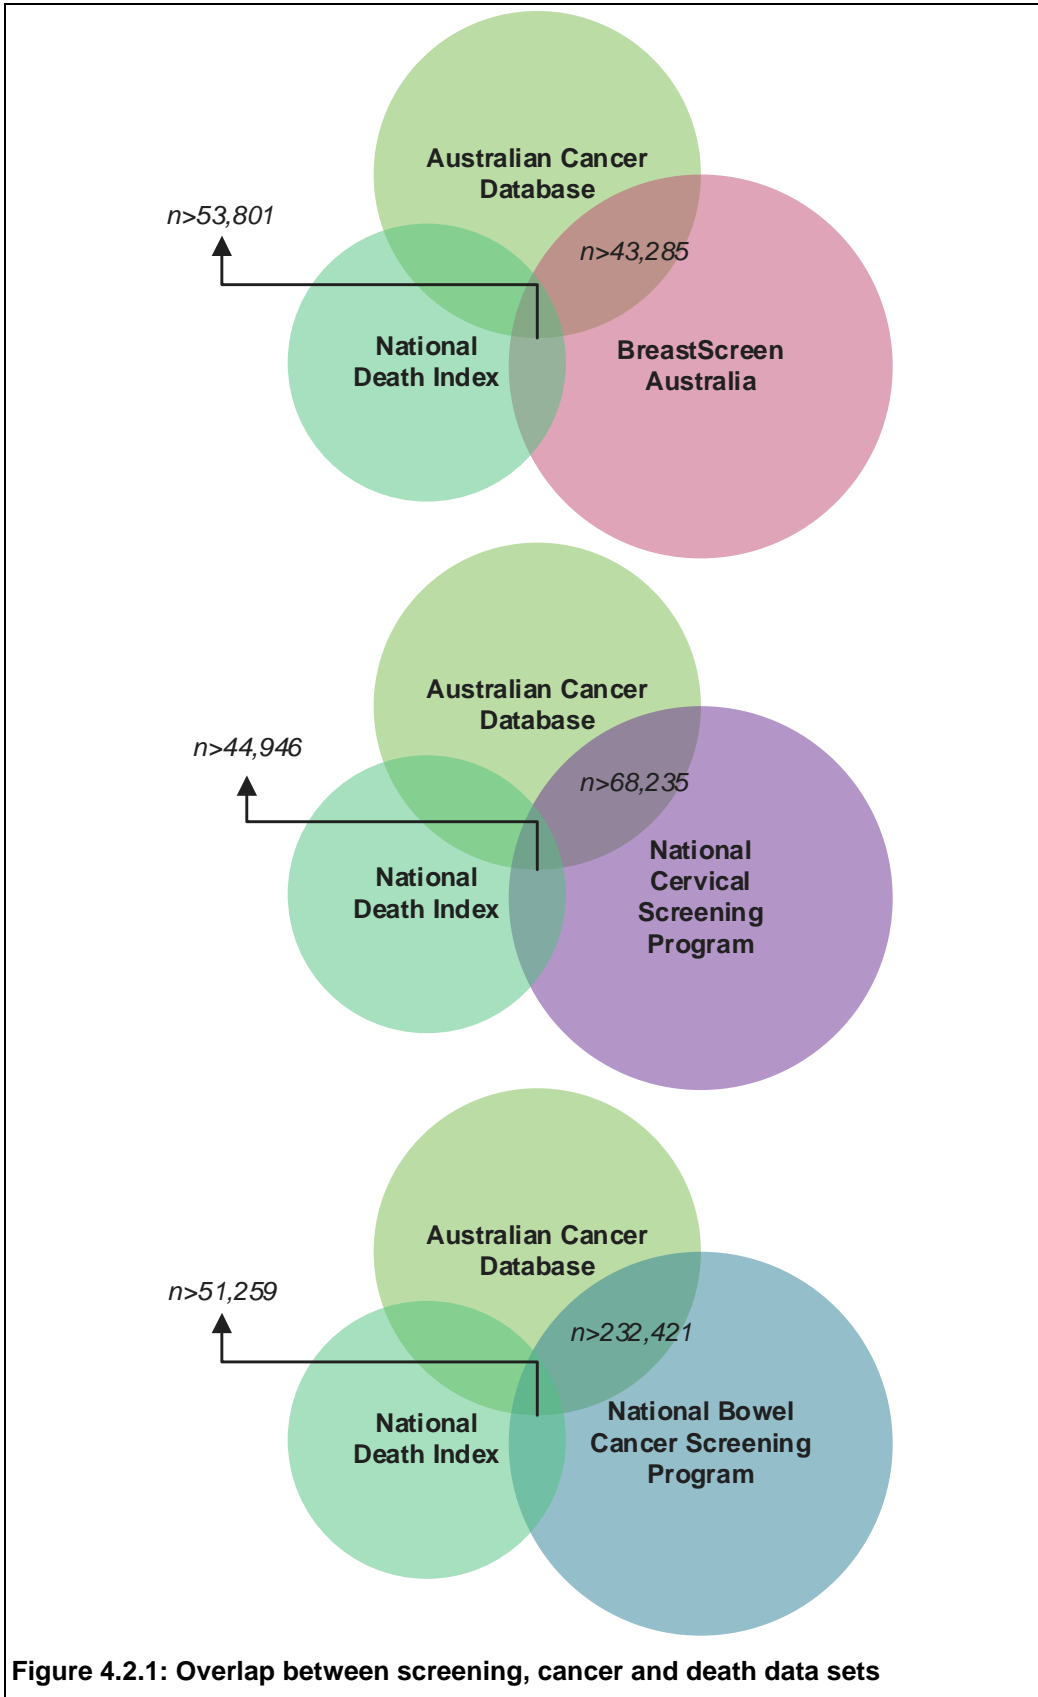 Australian Cancer
Database
n>53,801
n>43,285
National
Death Index
BreastScreen
Australia
Australian Cancer
Database
n>44,946
n>68,235
National
Death Index
National
Cervical
Screening
Program
Australian Cancer
Database
n>51,259
n>232,421
National
Death Index
National Bowel
Cancer Screening
Program
Figure 4.2.1: Overlap between screening, cancer and death data sets